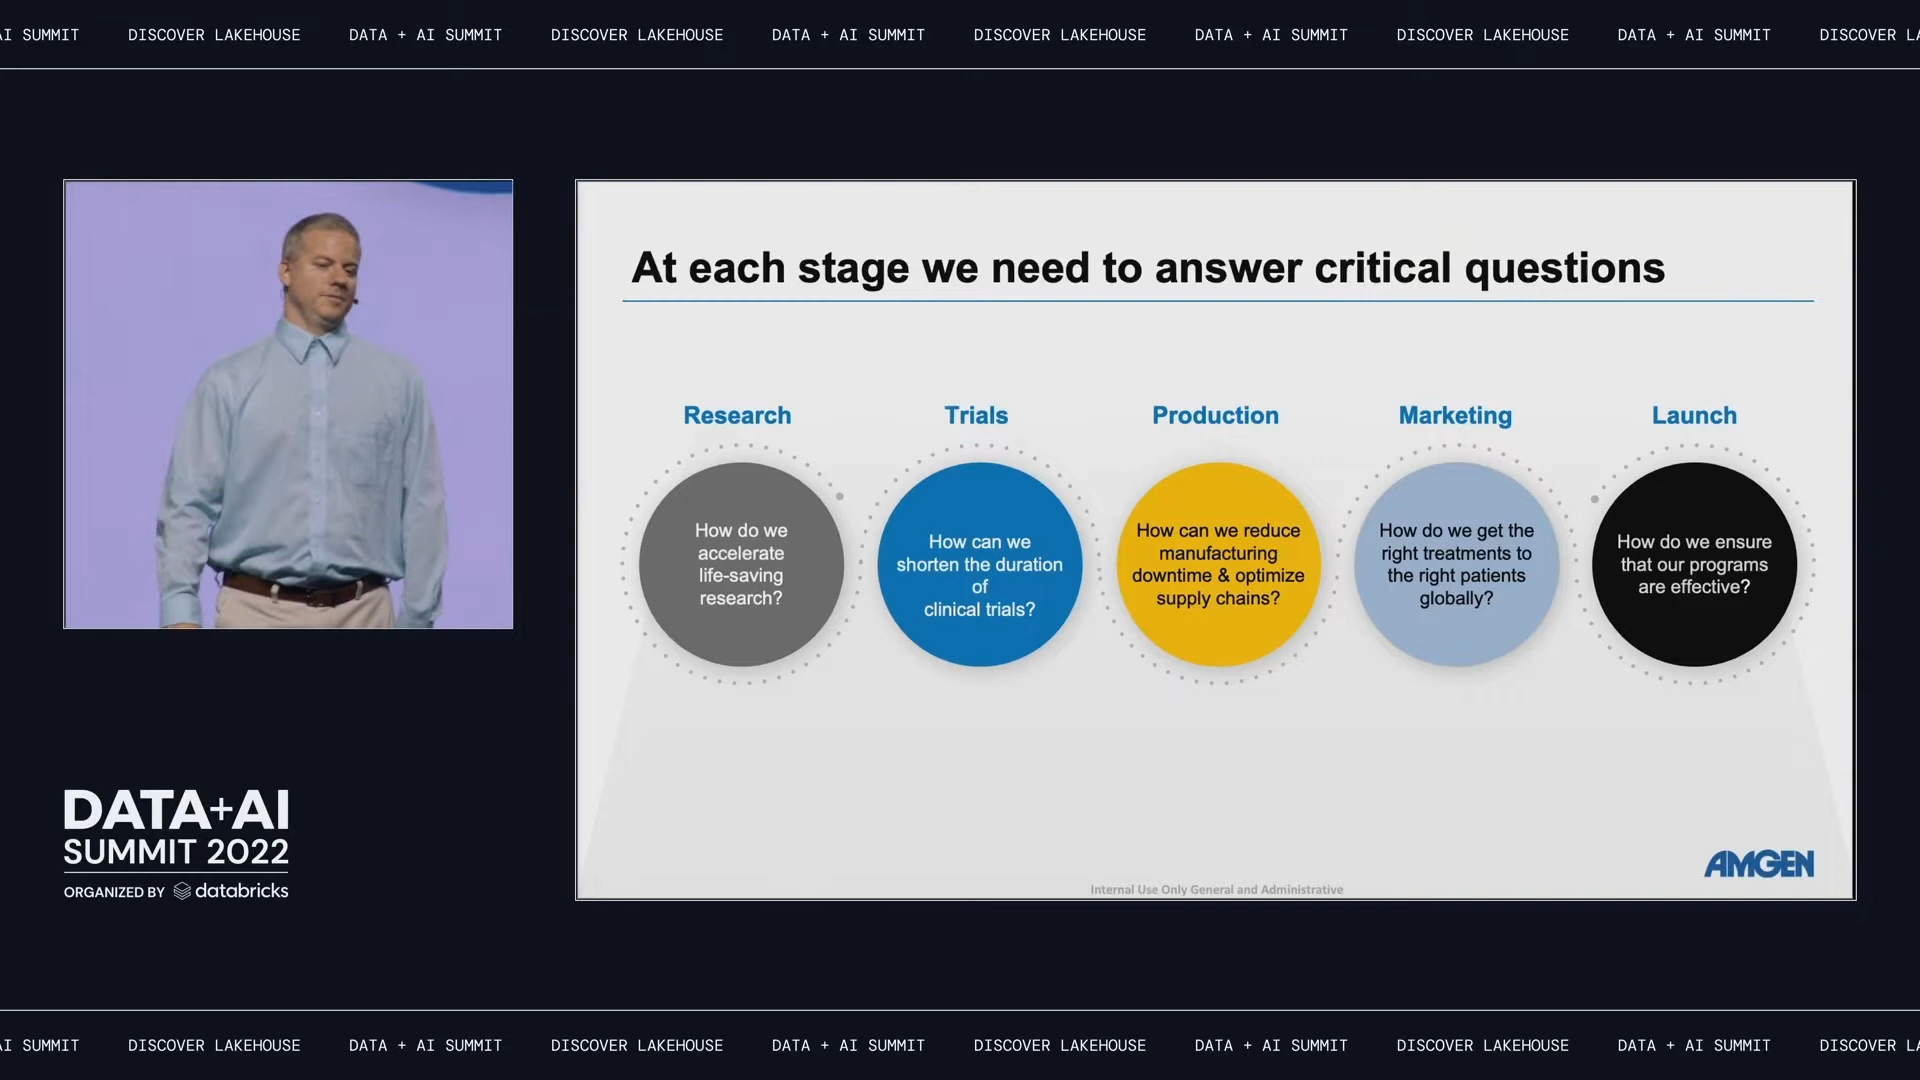 AI SUMMIT DISCOVER LAKEHOUSE DATA + AI SUMMIT DISCOVER LAKEHOUSE DATA + AI SUMMIT DISCOVER LAKEHOUSE DATA + AI SUMMIT DISCOVER LAKEHOUSE DATA + AI SUMMIT DISCOVER LA
At each stage we need to answer critical questions
Research
How do we
accelerate
life-saving
research?
Trials
How can we
shorten the duration
of
clinical trials?
Production
How can we reduce
manufacturing
downtime & optimize
supply chains?
Marketing
How do we get the
right treatments to
the right patients
globally?
Launch
How do we ensure
that our programs
are effective?
AMGEN
Internal Use Only General and Administrative
DATA+AI
SUMMIT 2022
ORGANIZED BY databricks
AI SUMMIT DISCOVER LAKEHOUSE DATA + AI SUMMIT DISCOVER LAKEHOUSE DATA + AI SUMMIT DISCOVER LAKEHOUSE DATA + AI SUMMIT DISCOVER LAKEHOUSE DATA + AI SUMMIT DISCOVER LA